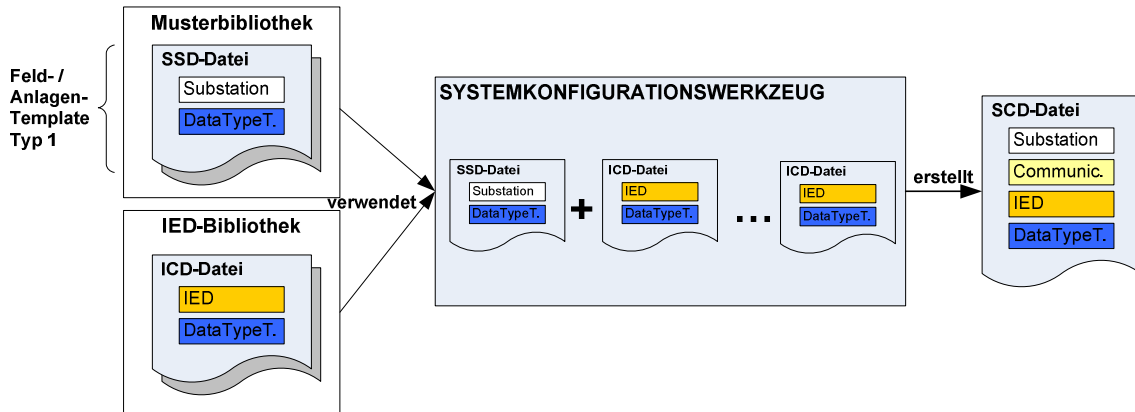 Musterbibliothek
SSD-Datei
Substation
DataTypeT.
Feld- /
Anlagen-
Template
Typ 1
IED-Bibliothek
ICD-Datei
IED
DataTypeT.
verwendet
SYSTEMKONFIGURATIONSWERKZEUG
SSD-Datei
Substation
DataTypeT.
+
ICD-Datei
IED
DataTypeT.
...
ICD-Datei
IED
DataTypeT.
erstellt
SCD-Datei
Substation
Communic.
IED
DataTypeT.